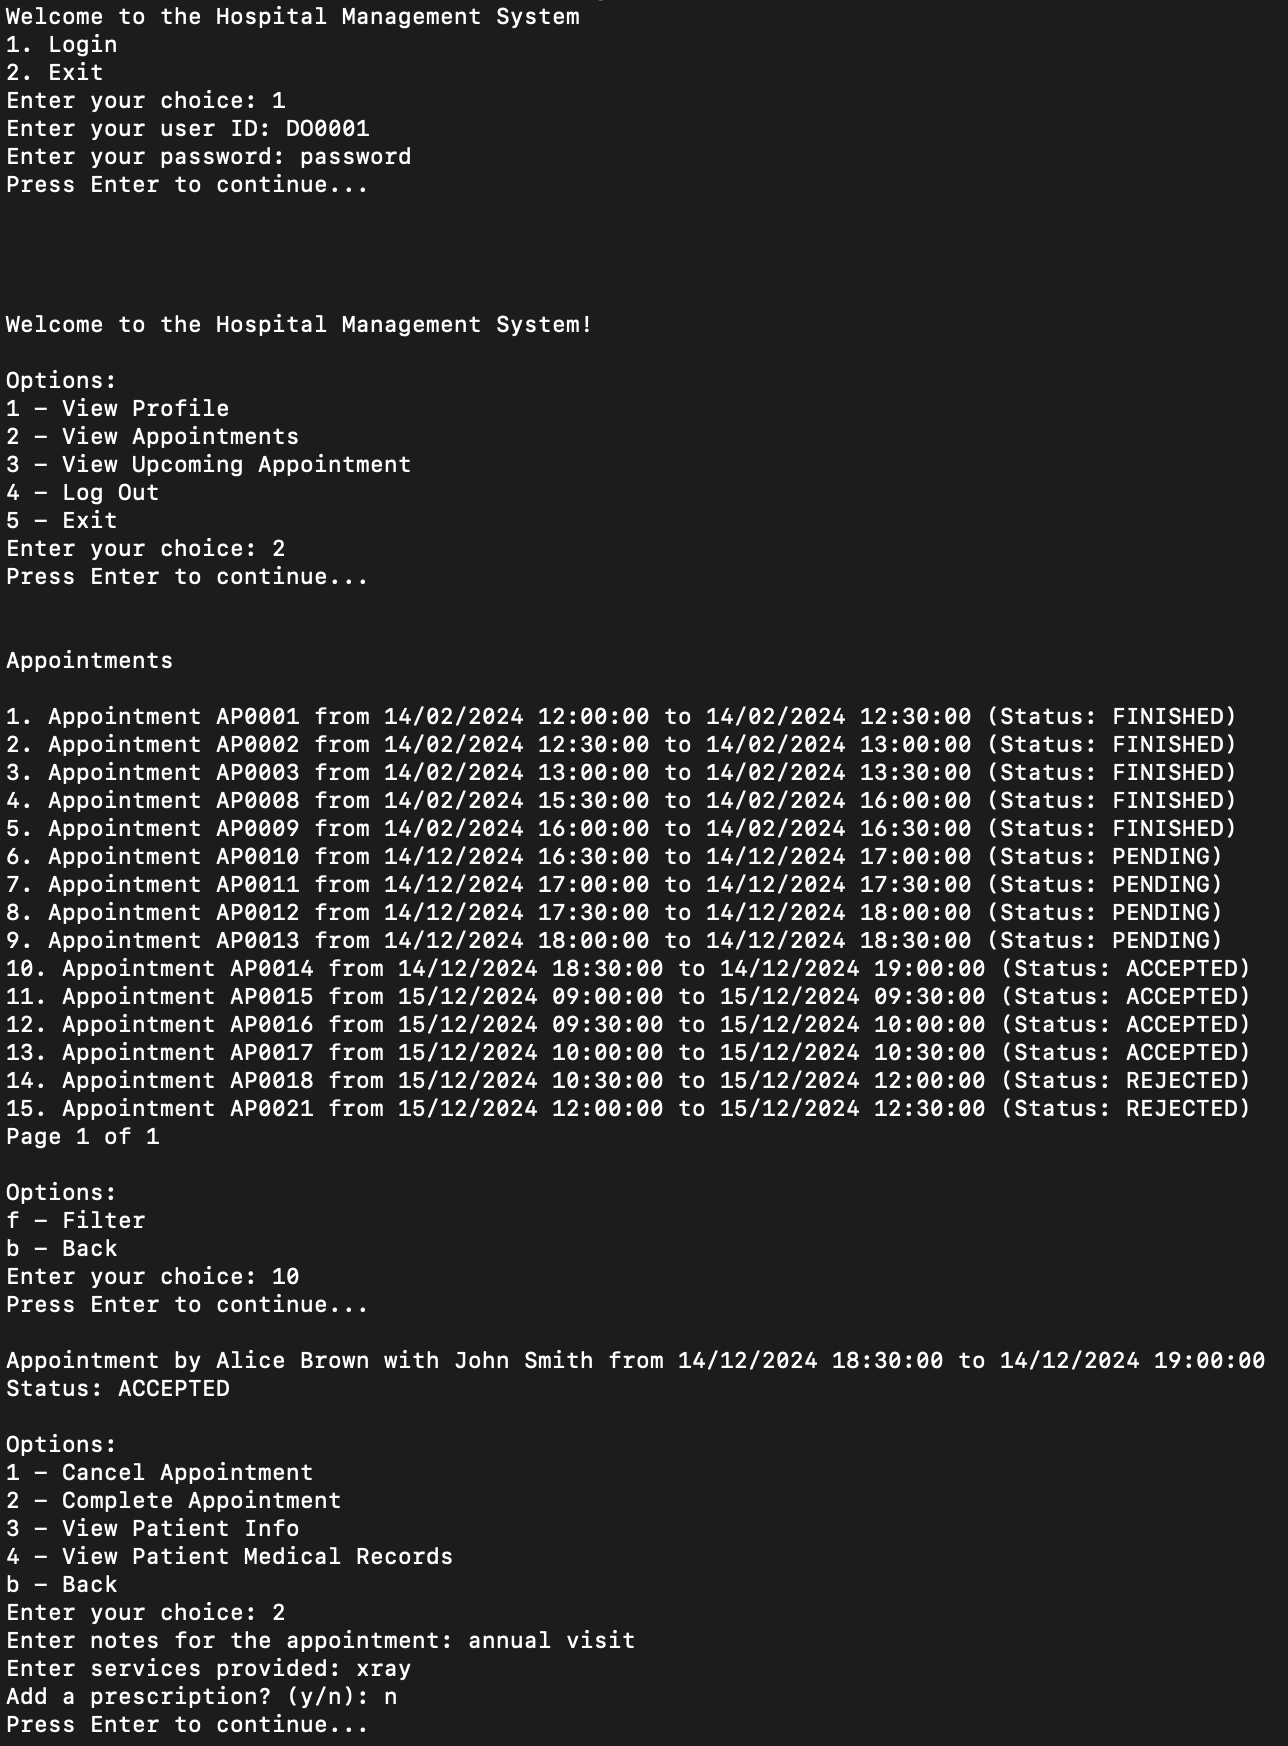 Welcome to the Hospital Management System
1. Login
2. Exit
Enter your choice: 1
Enter your user ID: DO0001
Enter your password: password
Press Enter to continue...
Welcome to the Hospital Management System!
Options:
1 – View Profile
2 – View Appointments
3 – View Upcoming Appointment
4 – Log Out
5 – Exit
Enter your choice: 2
Press Enter to continue...
Appointments
1. Appointment AP0001 from 14/02/2024 12:00:00 to 14/02/2024 12:30:00 (Status: FINISHED)
2. Appointment AP0002 from 14/02/2024 12:30:00 to 14/02/2024 13:00:00 (Status: FINISHED)
3. Appointment AP0003 from 14/02/2024 13:00:00 to 14/02/2024 13:30:00 (Status: FINISHED)
4. Appointment AP0008 from 14/02/2024 15:30:00 to 14/02/2024 16:00:00 (Status: FINISHED)
5. Appointment AP0009 from 14/02/2024 16:00:00 to 14/02/2024 16:30:00 (Status: FINISHED)
6. Appointment AP0010 from 14/12/2024 16:30:00 to 14/12/2024 17:00:00 (Status: PENDING)
7. Appointment AP0011 from 14/12/2024 17:00:00 to 14/12/2024 17:30:00 (Status: PENDING)
8. Appointment AP0012 from 14/12/2024 17:30:00 to 14/12/2024 18:00:00 (Status: PENDING)
9. Appointment AP0013 from 14/12/2024 18:00:00 to 14/12/2024 18:30:00 (Status: PENDING)
10. Appointment AP0014 from 14/12/2024 18:30:00 to 14/12/2024 19:00:00 (Status: ACCEPTED)
11. Appointment AP0015 from 15/12/2024 09:00:00 to 15/12/2024 09:30:00 (Status: ACCEPTED)
12. Appointment AP0016 from 15/12/2024 09:30:00 to 15/12/2024 10:00:00 (Status: ACCEPTED)
13. Appointment AP0017 from 15/12/2024 10:00:00 to 15/12/2024 10:30:00 (Status: ACCEPTED)
14. Appointment AP0018 from 15/12/2024 10:30:00 to 15/12/2024 12:00:00 (Status: REJECTED)
15. Appointment AP0021 from 15/12/2024 12:00:00 to 15/12/2024 12:30:00 (Status: REJECTED)
Page 1 of 1
Options:
f – Filter
b – Back
Enter your choice: 10
Press Enter to continue...
Appointment by Alice Brown with John Smith from 14/12/2024 18:30:00 to 14/12/2024 19:00:00
Status: ACCEPTED
Options:
1 – Cancel Appointment
2 – Complete Appointment
3 – View Patient Info
4 – View Patient Medical Records
b – Back
Enter your choice: 2
Enter notes for the appointment: annual visit
Enter services provided: xray
Add a prescription? (y/n): n
Press Enter to continue...